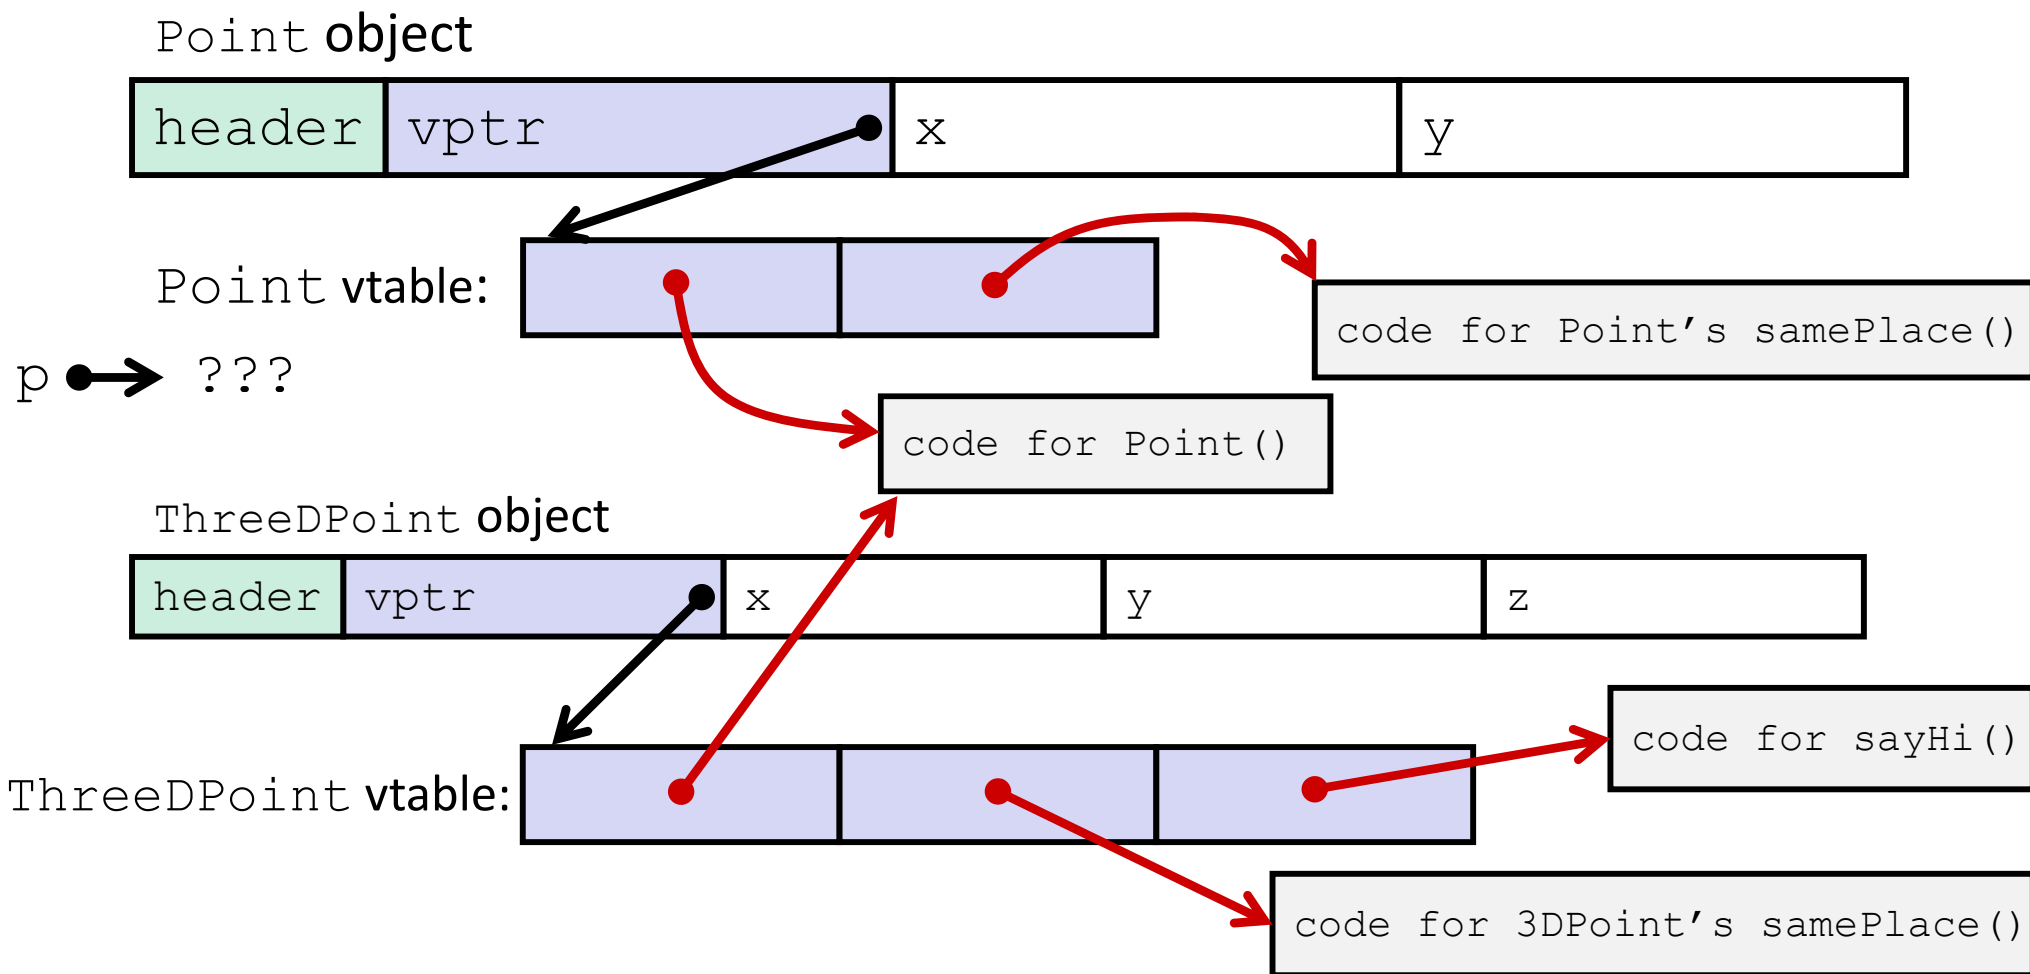 Point object
header vptr x y
Point vtable:
code for Point's samePlace()
p ???
code for Point()
ThreeDPoint object
header vptr x y z
code for sayHi()
ThreeDPoint vtable:
code for 3DPoint's samePlace()